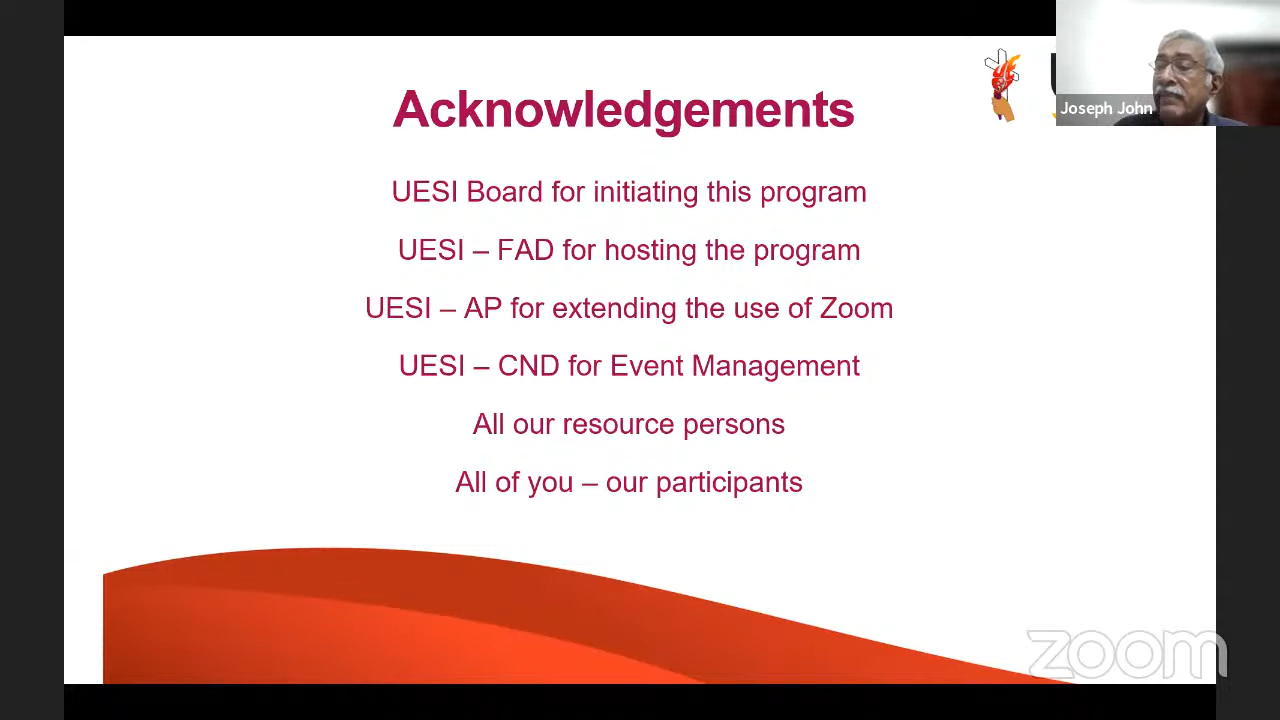 Acknowledgements
Joseph John
UESI Board for initiating this program
UESI – FAD for hosting the program
UESI – AP for extending the use of Zoom
UESI – CND for Event Management
All our resource persons
All of you – our participants
zoom